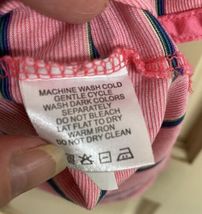 MACHINE WASH COLD
GENTLE CYCLE
WASH DARK COLORS
SEPARATELY
DO NOT BLEACH
LAY FLAT TO DRY
WARM IRON
DO NOT DRY CLEAN